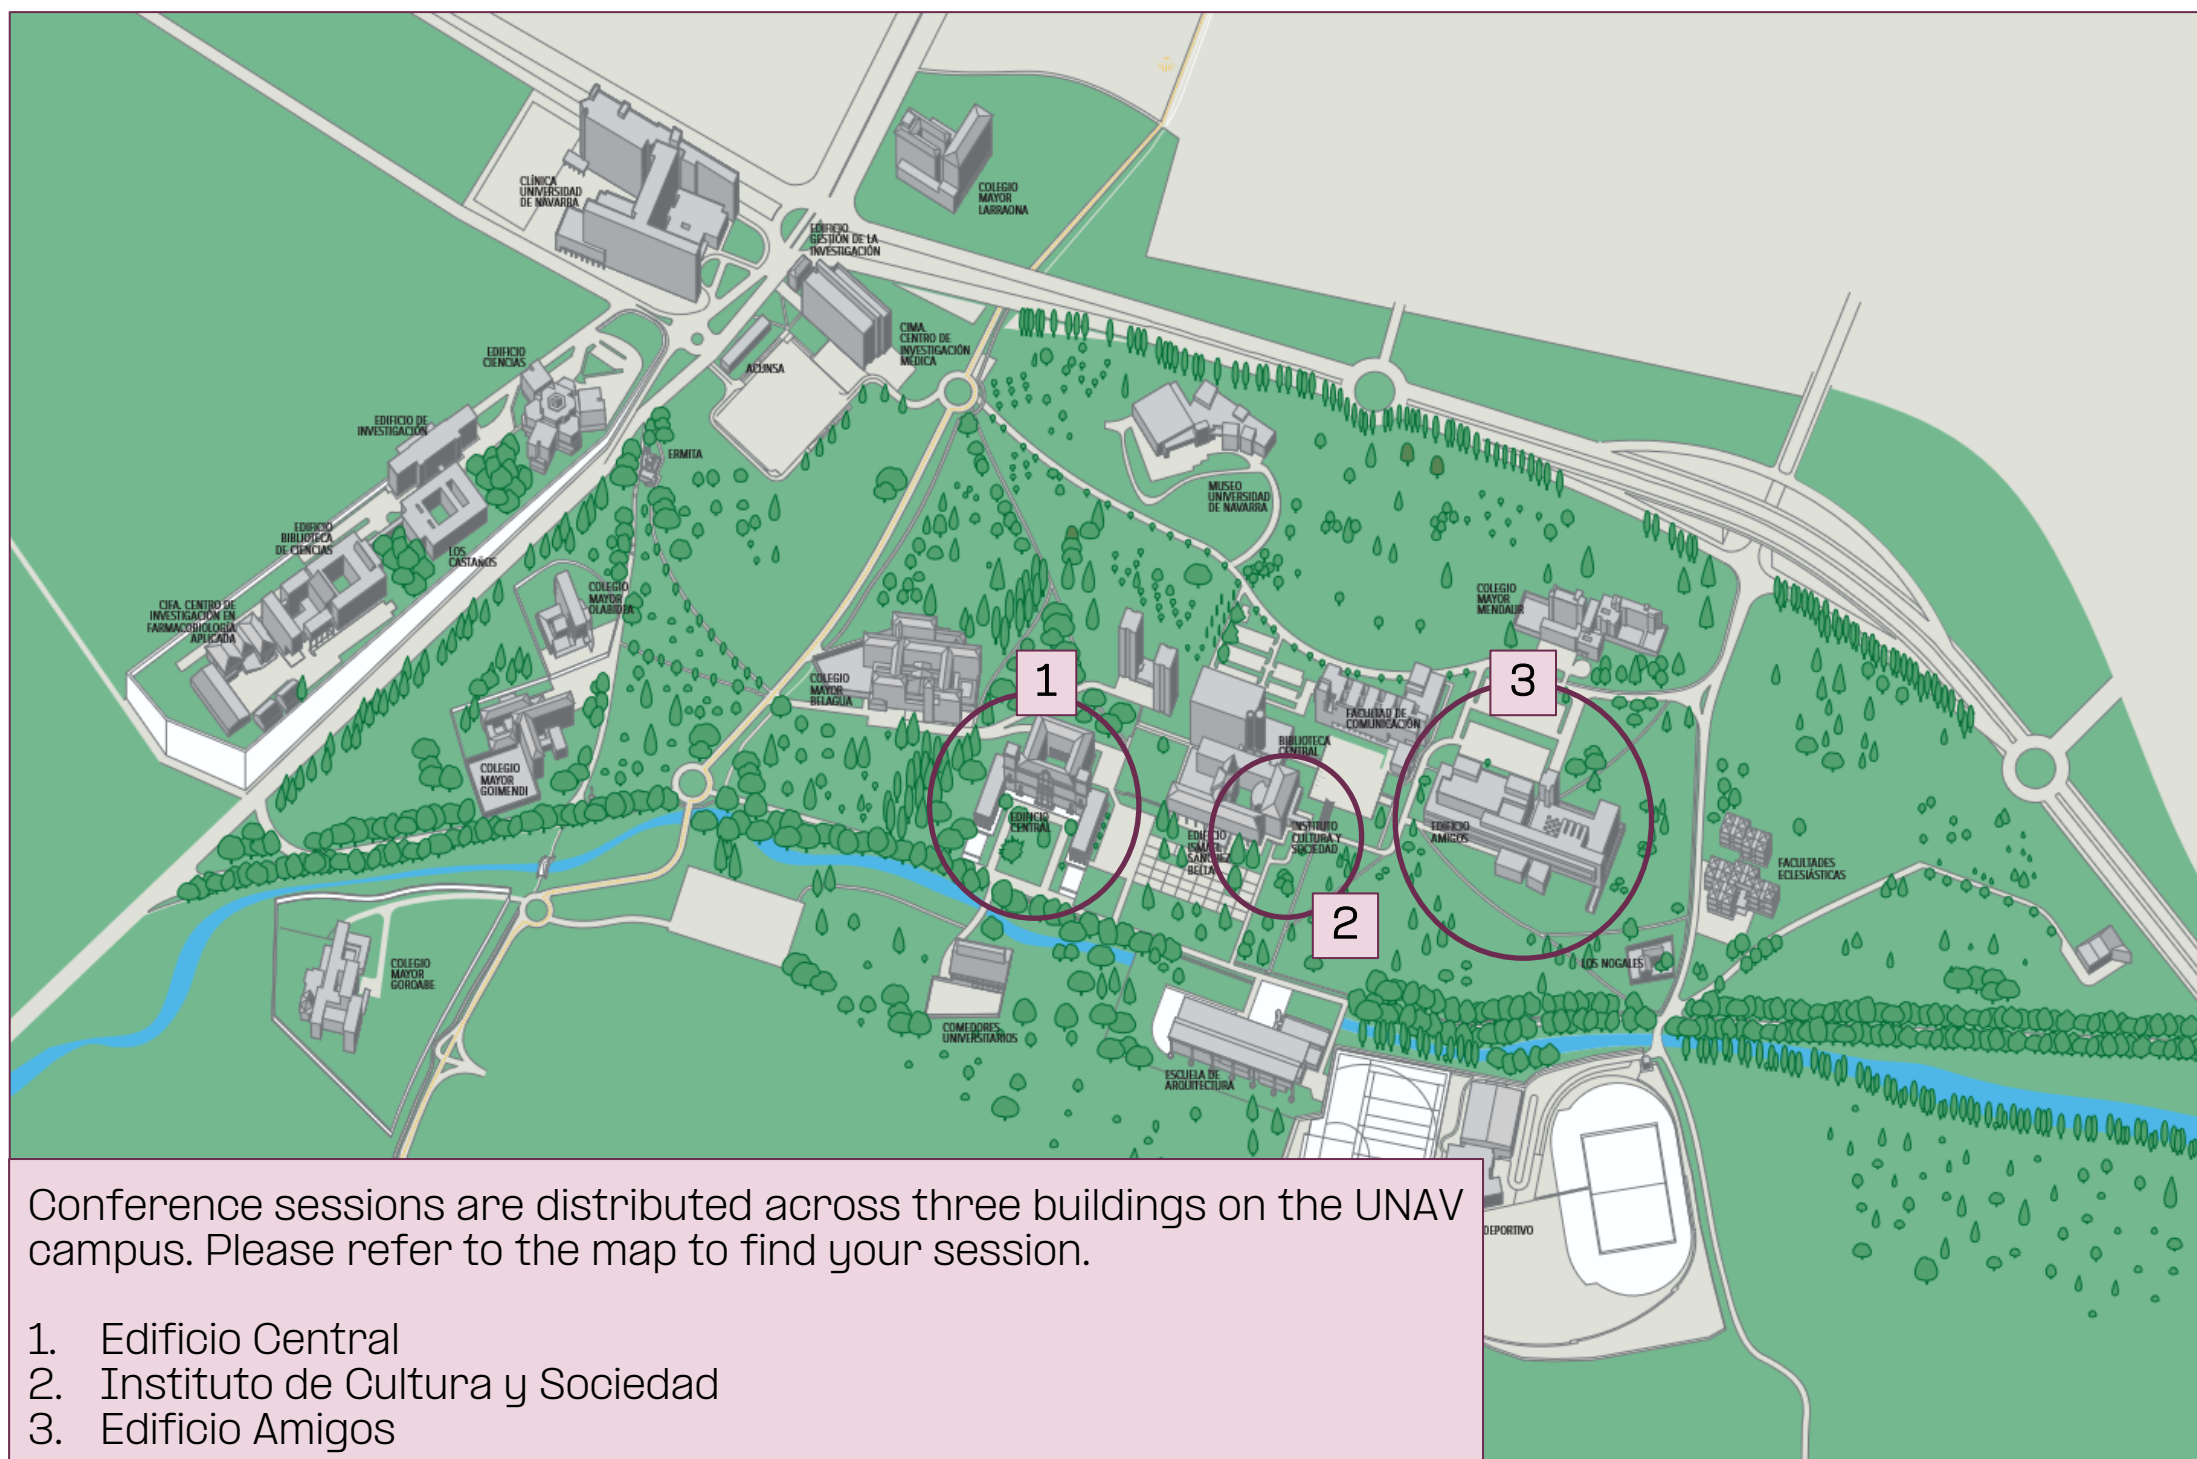 CLÍNICA
UNIVERSIDAD
DE NAVARRA
COLEGIO
MAYOR
LARRAONA
EDIFICIO
GESTIÓN DE LA
INVESTIGACIÓN
CIMA.
CENTRO DE
INVESTIGACIÓN
MÉDICA
ACUNSA
EDIFICIO
CIENCIAS
EDIFICIO DE
INVESTIGACIÓN
ERMITA
MUSEO
UNIVERSIDAD
DE NAVARRA
EDIFICIO
BIBLIOTECA
DE CIENCIAS
LOS
CASTAÑOS
CIFA. CENTRO DE
INVESTIGACIÓN EN
FARMACOBIOLOGÍA
APLICADA
COLEGIO
MAYOR
OLABIDEA
COLEGIO
MAYOR
MENDAUR
COLEGIO
MAYOR
BELAGUA
1
3
FACULTAD DE
COMUNICACIÓN
BIBLIOTECA
CENTRAL
COLEGIO
MAYOR
GOIMENDI
EDIFICIO
CENTRAL
EDIFICIO
ISMAEL
SÁNCHEZ
BELLA
INSTITUTO
CULTURA Y
SOCIEDAD
EDIFICIO
AMIGOS
FACULTADES
ECLESIÁSTICAS
2
LOS NOGALES
COLEGIO
MAYOR
GOROABE
COMEDORES
UNIVERSITARIOS
ESCUELA DE
ARQUITECTURA
DEPORTIVO
Conference sessions are distributed across three buildings on the UNAV
campus. Please refer to the map to find your session.
1. Edificio Central
2. Instituto de Cultura y Sociedad
3. Edificio Amigos